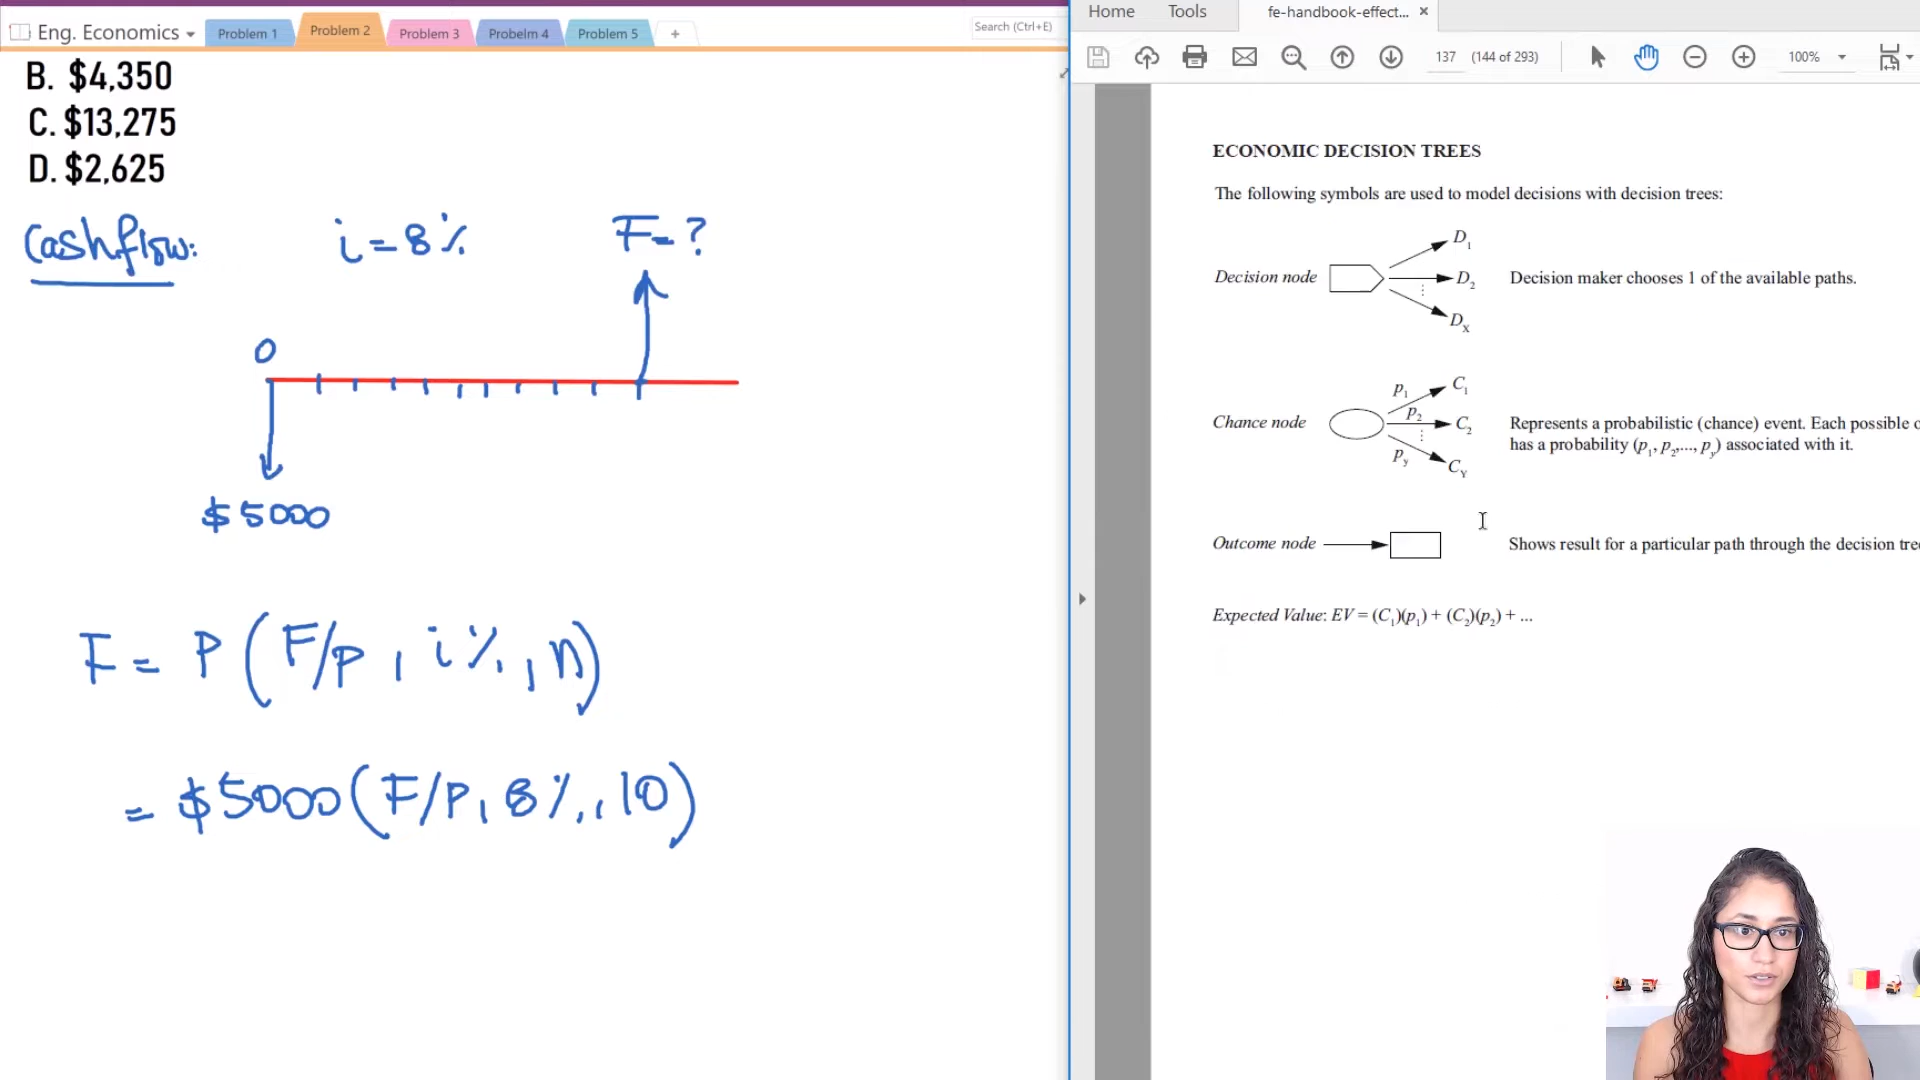 Eng. Economics
Problem 1
Problem 2
Problem 3
Probelm 4
Problem 5
+
Search (Ctrl+E)
B. $4,350
C. $13,275
D. $2,625
Cashflow:
i = 8%
F = ?
0
$5000
F = P (F/P, i%, n)
= $5000 (F/P, 8%, 10)
Home
Tools
fe-handbook-effect...
137
(144 of 293)
100%
ECONOMIC DECISION TREES
The following symbols are used to model decisions with decision trees:
Decision node
D1
D2
DX
Decision maker chooses 1 of the available paths.
Chance node
p1
p2
py
C1
C2
CY
Represents a probabilistic (chance) event. Each possible o
has a probability (p1, p2,..., py) associated with it.
Outcome node
Shows result for a particular path through the decision tre
Expected Value: EV = (C1)(p1) + (C2)(p2) + ...